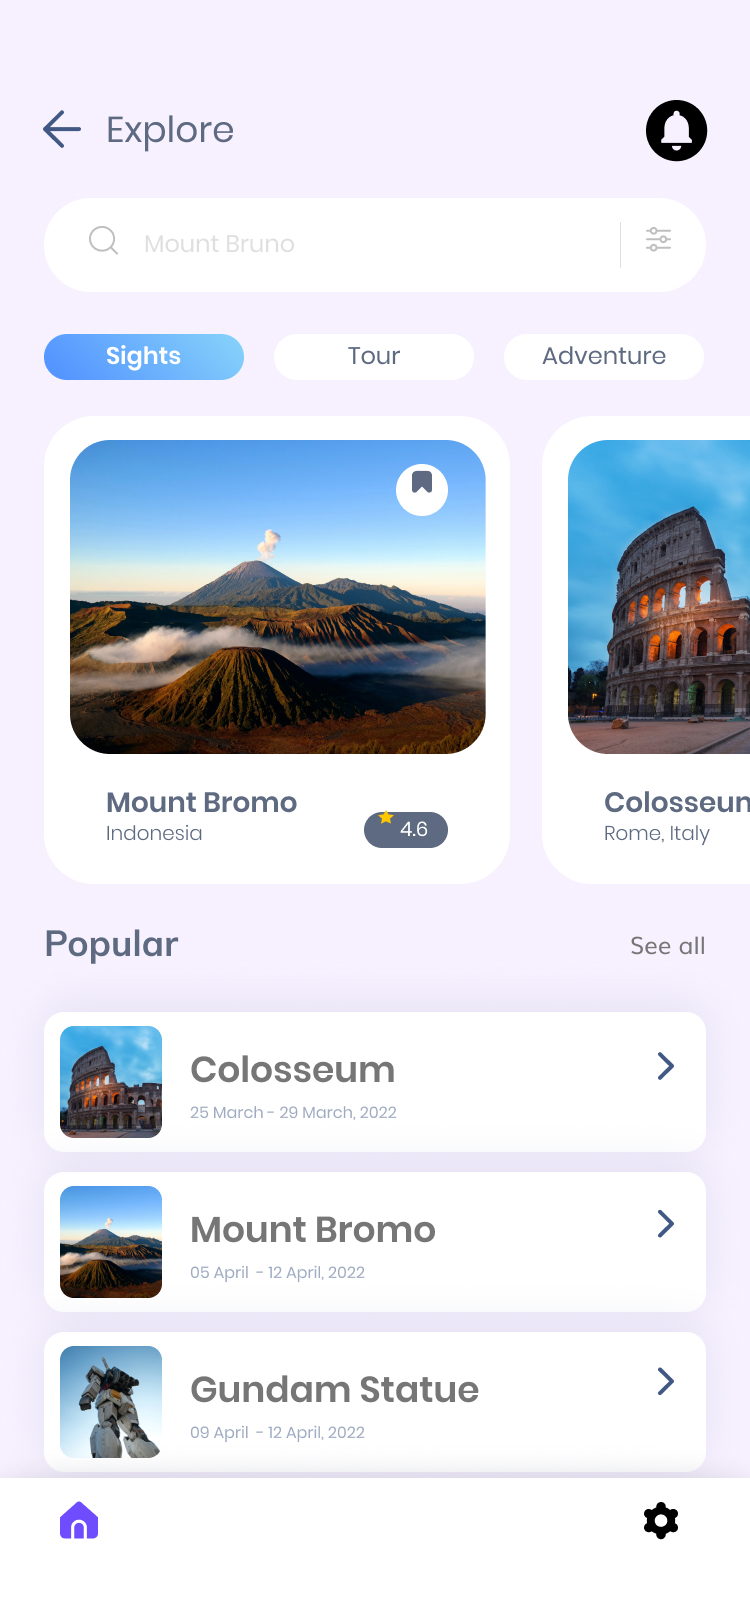 Explore
Mount Bruno
Sights
Tour
Adventure
Mount Bromo
Indonesia
4.6
Colosseum
Rome, Italy
Popular
See all
Colosseum
25 March - 29 March, 2022
Mount Bromo
05 April - 12 April, 2022
Gundam Statue
09 April - 12 April, 2022